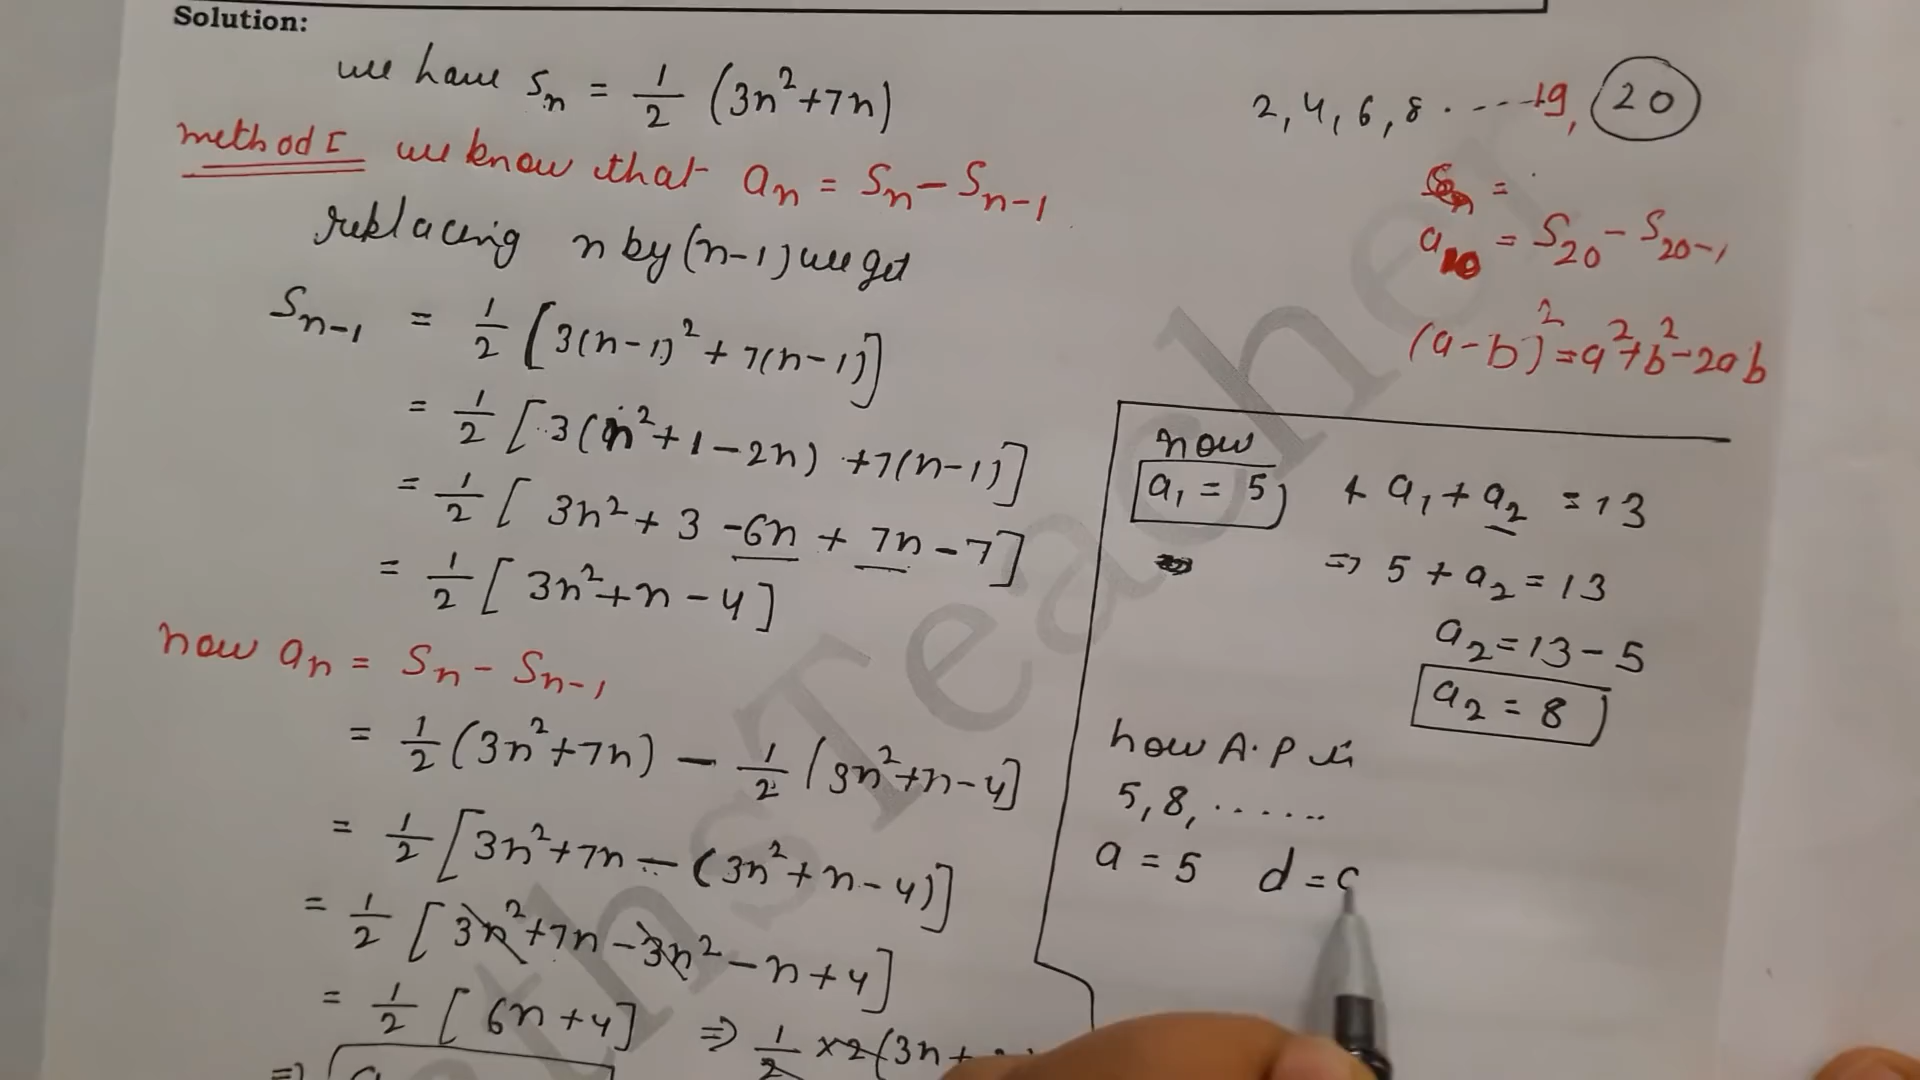 Solution:
we have Sn = 1/2 (3n²+7n)
method I we know that an = Sn - Sn-1
replacing n by (n-1) we get
Sn-1 = 1/2 [3(n-1)² + 7(n-1)]
= 1/2 [3(n²+1-2n) +7(n-1)]
= 1/2 [3n²+3-6n+7n-7]
= 1/2 [3n²+n-4]
now an = Sn - Sn-1
= 1/2 (3n²+7n) - 1/2 (3n²+n-4]
= 1/2 [3n²+7n-(3n²+n-4)]
= 1/2 [3n²+7n-3n²-n+4]
= 1/2 [6n+4] ⇒ 1/2 ×2(3n+
⇒
2, 4, 6, 8 ....19, 20
=
a = S20 - S20-1
(a-b)² = a²+b²-2ab
now
a1 = 5 & a1 + a2 = 13
⇒ 5 + a2 = 13
a2 = 13 - 5
a2 = 8
now A.P is
5, 8, ......
a = 5 d =
Maths Teacher